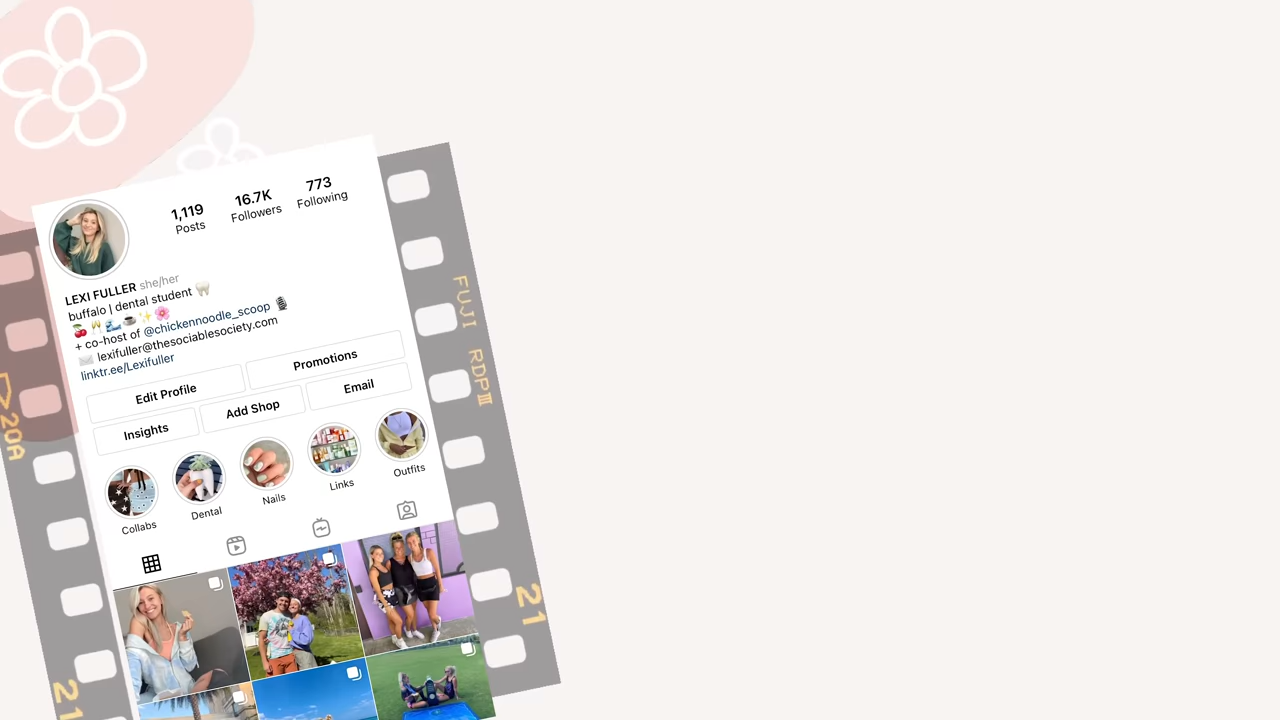 1,119
Posts
16.7K
Followers
773
Following
LEXI FULLER she/her
buffalo | dental student 🦷
🍒🥂🌊☕✨🌸
+ co-host of @chickennoodle_scoop 🎙️
✉️ lexifuller@thesociablesociety.com
linktr.ee/Lexifuller
Edit Profile
Promotions
Insights
Add Shop
Email
Collabs
Dental
Nails
Links
Outfits
FUJI RDPIII
20A
21
21